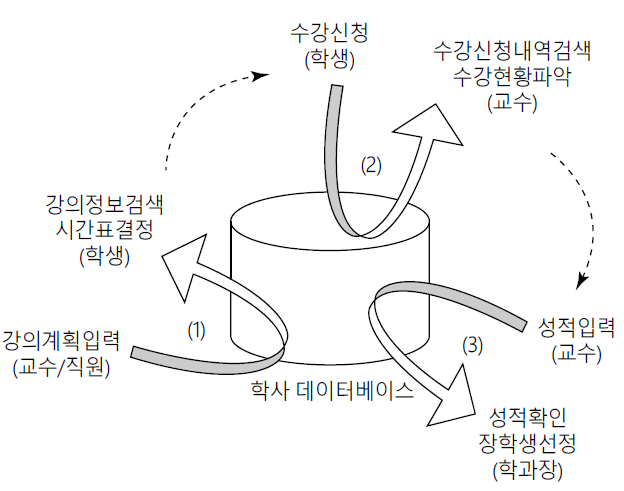 수강신청
(학생)
수강신청내역검색
수강현황파악
(교수)
(2)
강의정보검색
시간표결정
(학생)
강의계획입력
(교수/직원)
(1)
성적입력
(교수)
(3)
학사 데이터베이스
성적확인
장학생선정
(학과장)